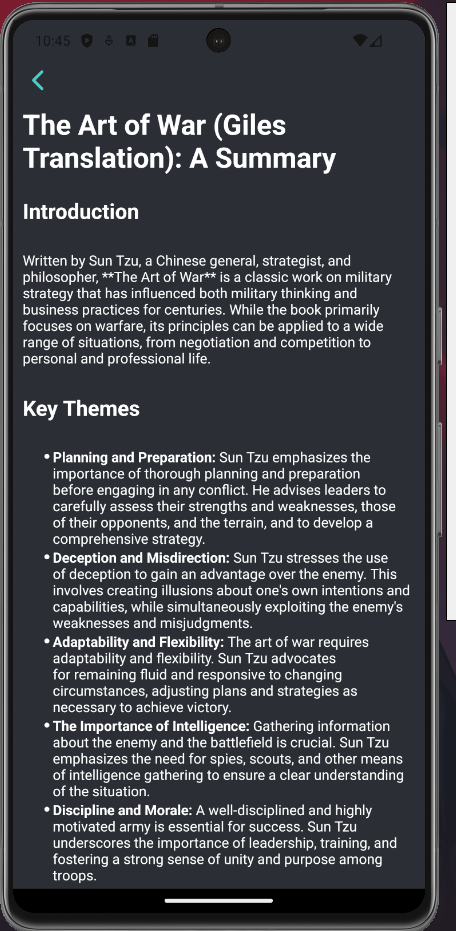 10:45
The Art of War (Giles
Translation): A Summary
Introduction
Written by Sun Tzu, a Chinese general, strategist, and
philosopher, **The Art of War** is a classic work on military
strategy that has influenced both military thinking and
business practices for centuries. While the book primarily
focuses on warfare, its principles can be applied to a wide
range of situations, from negotiation and competition to
personal and professional life.
Key Themes
• Planning and Preparation: Sun Tzu emphasizes the
importance of thorough planning and preparation
before engaging in any conflict. He advises leaders to
carefully assess their strengths and weaknesses, those
of their opponents, and the terrain, and to develop a
comprehensive strategy.
• Deception and Misdirection: Sun Tzu stresses the use
of deception to gain an advantage over the enemy. This
involves creating illusions about one's own intentions and
capabilities, while simultaneously exploiting the enemy's
weaknesses and misjudgments.
• Adaptability and Flexibility: The art of war requires
adaptability and flexibility. Sun Tzu advocates
for remaining fluid and responsive to changing
circumstances, adjusting plans and strategies as
necessary to achieve victory.
• The Importance of Intelligence: Gathering information
about the enemy and the battlefield is crucial. Sun Tzu
emphasizes the need for spies, scouts, and other means
of intelligence gathering to ensure a clear understanding
of the situation.
• Discipline and Morale: A well-disciplined and highly
motivated army is essential for success. Sun Tzu
underscores the importance of leadership, training, and
fostering a strong sense of unity and purpose among
troops.